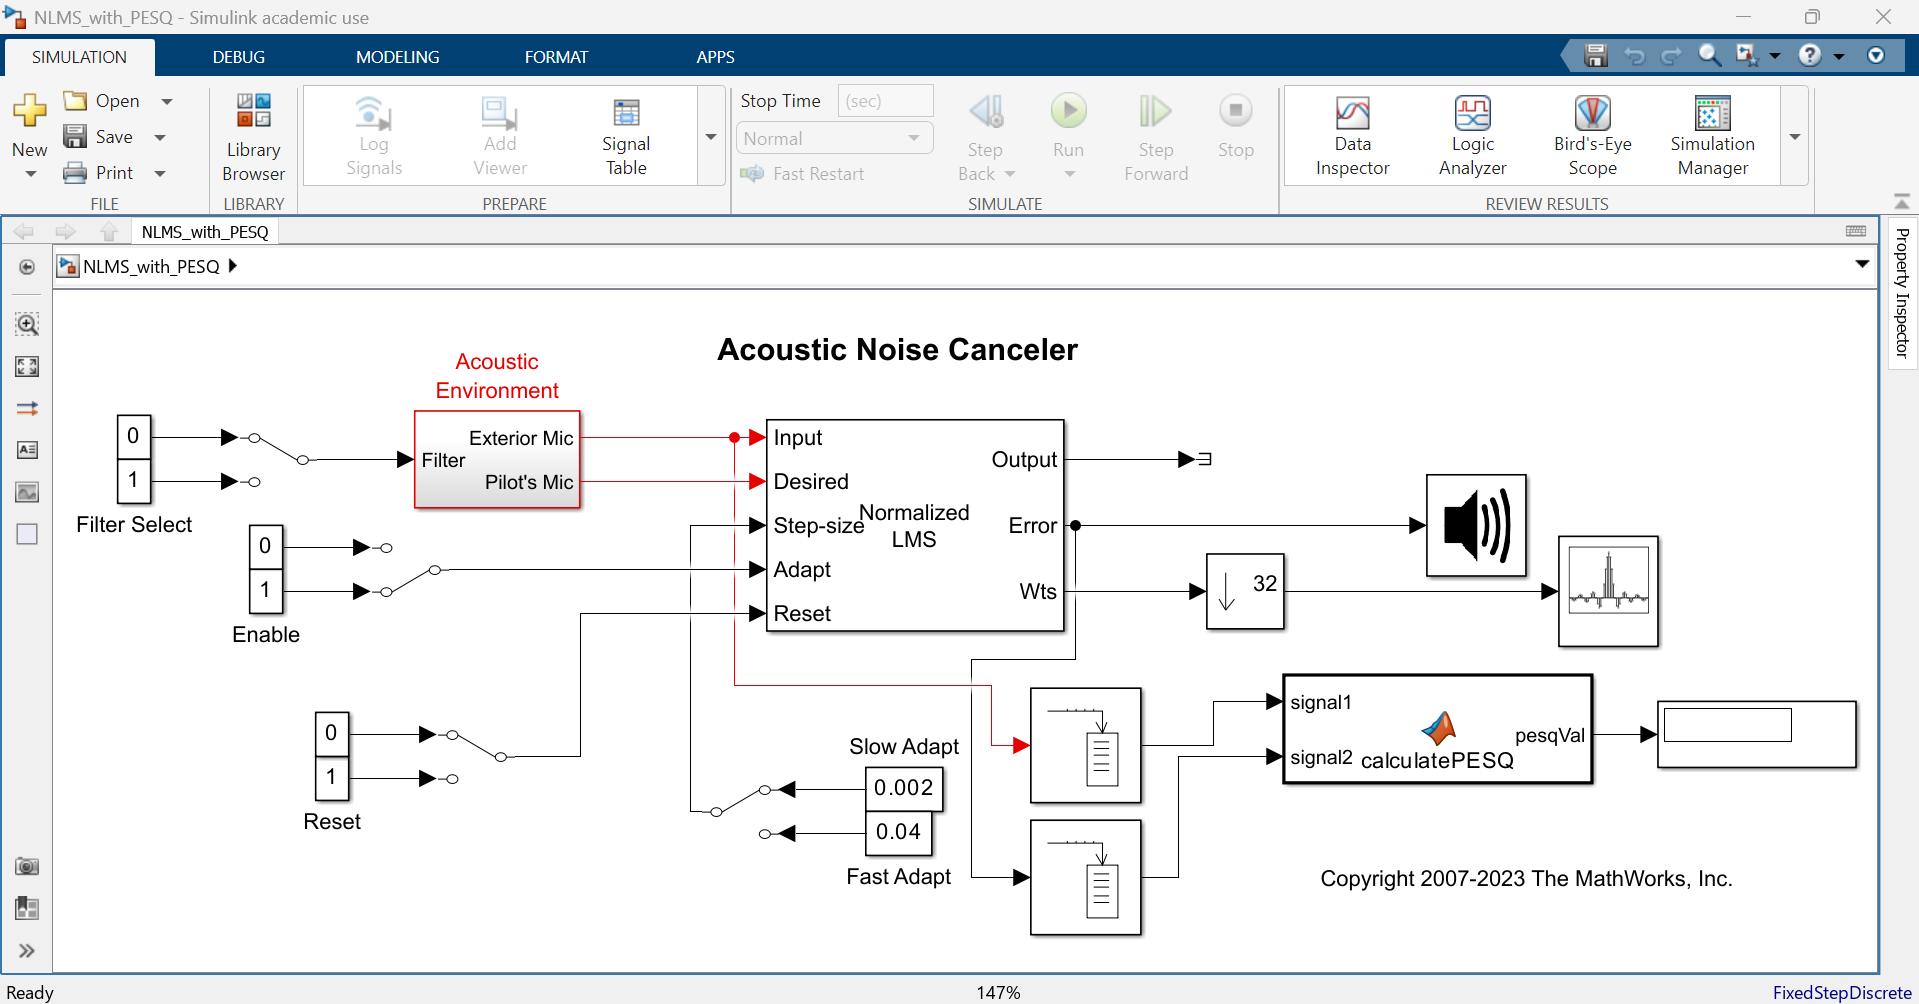 NLMS_with_PESQ - Simulink academic use
SIMULATION DEBUG MODELING FORMAT APPS
New
Open
Save
Print
FILE
Library
Browser
LIBRARY
Log
Signals
Add
Viewer
Signal
Table
PREPARE
Stop Time (sec)
Normal
Fast Restart
Step
Back
Run
Step
Forward
Stop
SIMULATE
Data
Inspector
Logic
Analyzer
Bird's-Eye
Scope
Simulation
Manager
REVIEW RESULTS
NLMS_with_PESQ
NLMS_with_PESQ
Property Inspector
Acoustic Noise Canceler
Acoustic
Environment
0
1
Filter Select
Filter
Exterior Mic
Pilot's Mic
0
1
Enable
Input
Desired
Step-size
Adapt
Reset
Normalized
LMS
Output
Error
Wts
32
0
1
Reset
Slow Adapt
0.002
0.04
Fast Adapt
signal1
signal2
calculatePESQ
pesqVal
Copyright 2007-2023 The MathWorks, Inc.
Ready
147%
FixedStepDiscrete